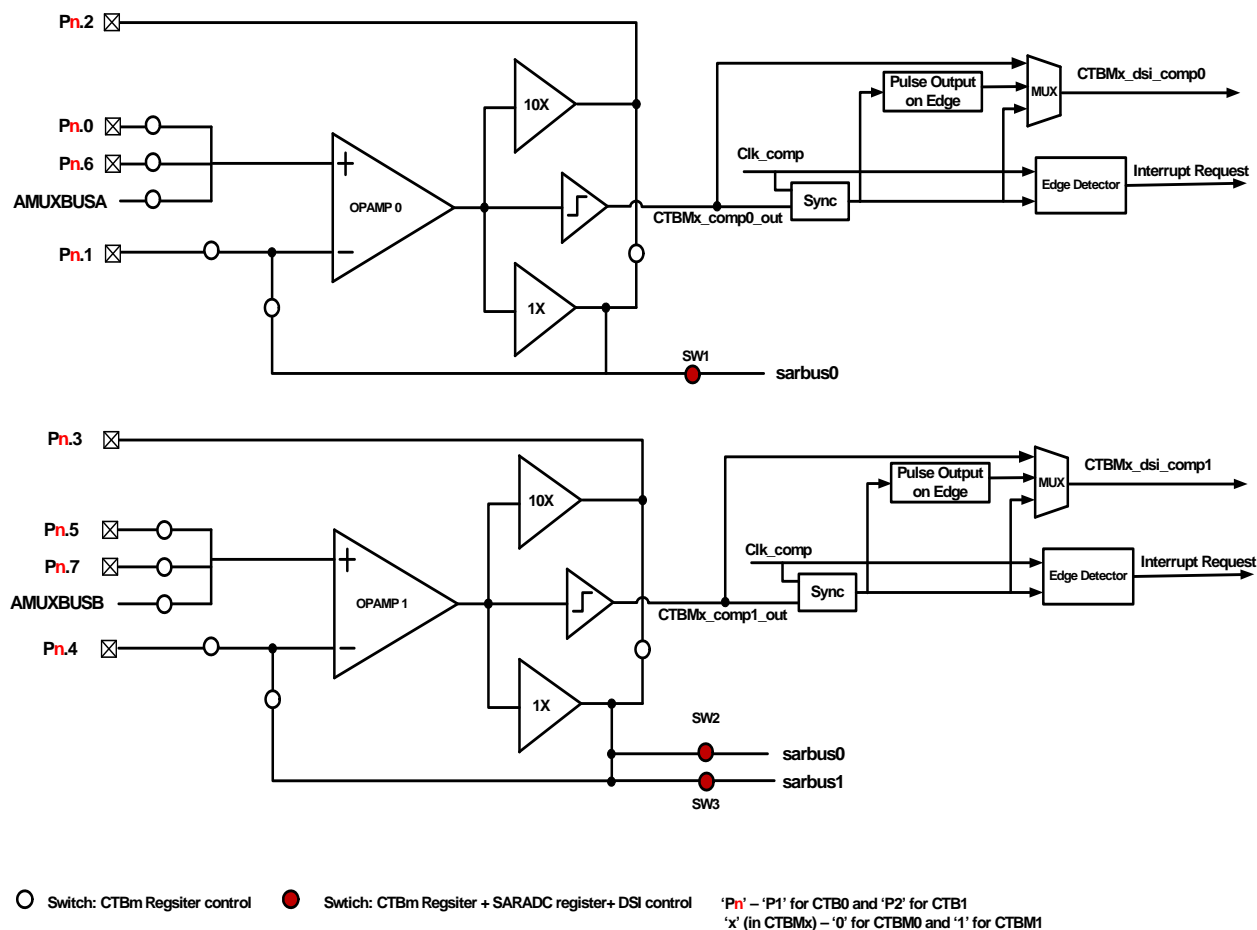 Pn.2
CTBMx_dsi_comp0
10X
Pulse Output
on Edge
MUX
Pn.0
Pn.6
AMUXBUSA
+
OPAMP 0
Clk_comp
Interrupt Request
Edge Detector
Sync
CTBMx_comp0_out
Pn.1
−
1X
SW1
sarbus0
Pn.3
CTBMx_dsi_comp1
10X
Pulse Output
on Edge
MUX
Pn.5
Pn.7
AMUXBUSB
+
OPAMP 1
Clk_comp
Interrupt Request
Edge Detector
Sync
CTBMx_comp1_out
Pn.4
−
1X
SW2
sarbus0
sarbus1
SW3
Switch: CTBm Regsiter control
Swtich: CTBm Regsiter + SARADC register+ DSI control
‘Pn’ – ‘P1’ for CTB0 and ‘P2’ for CTB1
‘x’ (in CTBMx) – ‘0’ for CTBM0 and ‘1’ for CTBM1